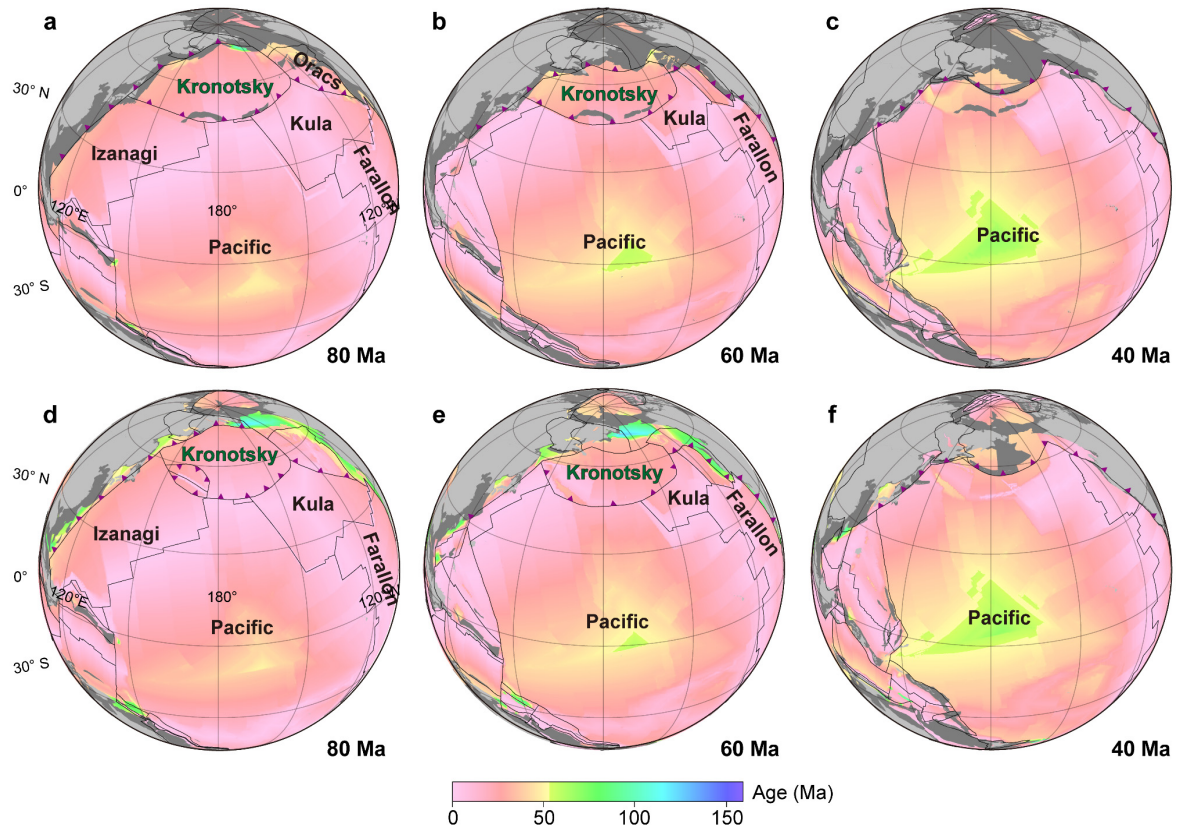 a
b
c
Oracs
30° N
Kronotsky
Kula
Izanagi
Farallon
0°
120°E
180°
120°
Pacific
30° S
80 Ma
Kronotsky
Kula
Farallon
Pacific
60 Ma
Pacific
40 Ma
d
e
f
30° N
Kronotsky
Kula
Izanagi
Farallon
0°
120°E
180°
120°
Pacific
30° S
80 Ma
Kronotsky
Kula
Farallon
Pacific
60 Ma
Pacific
40 Ma
Age (Ma)
0
50
100
150